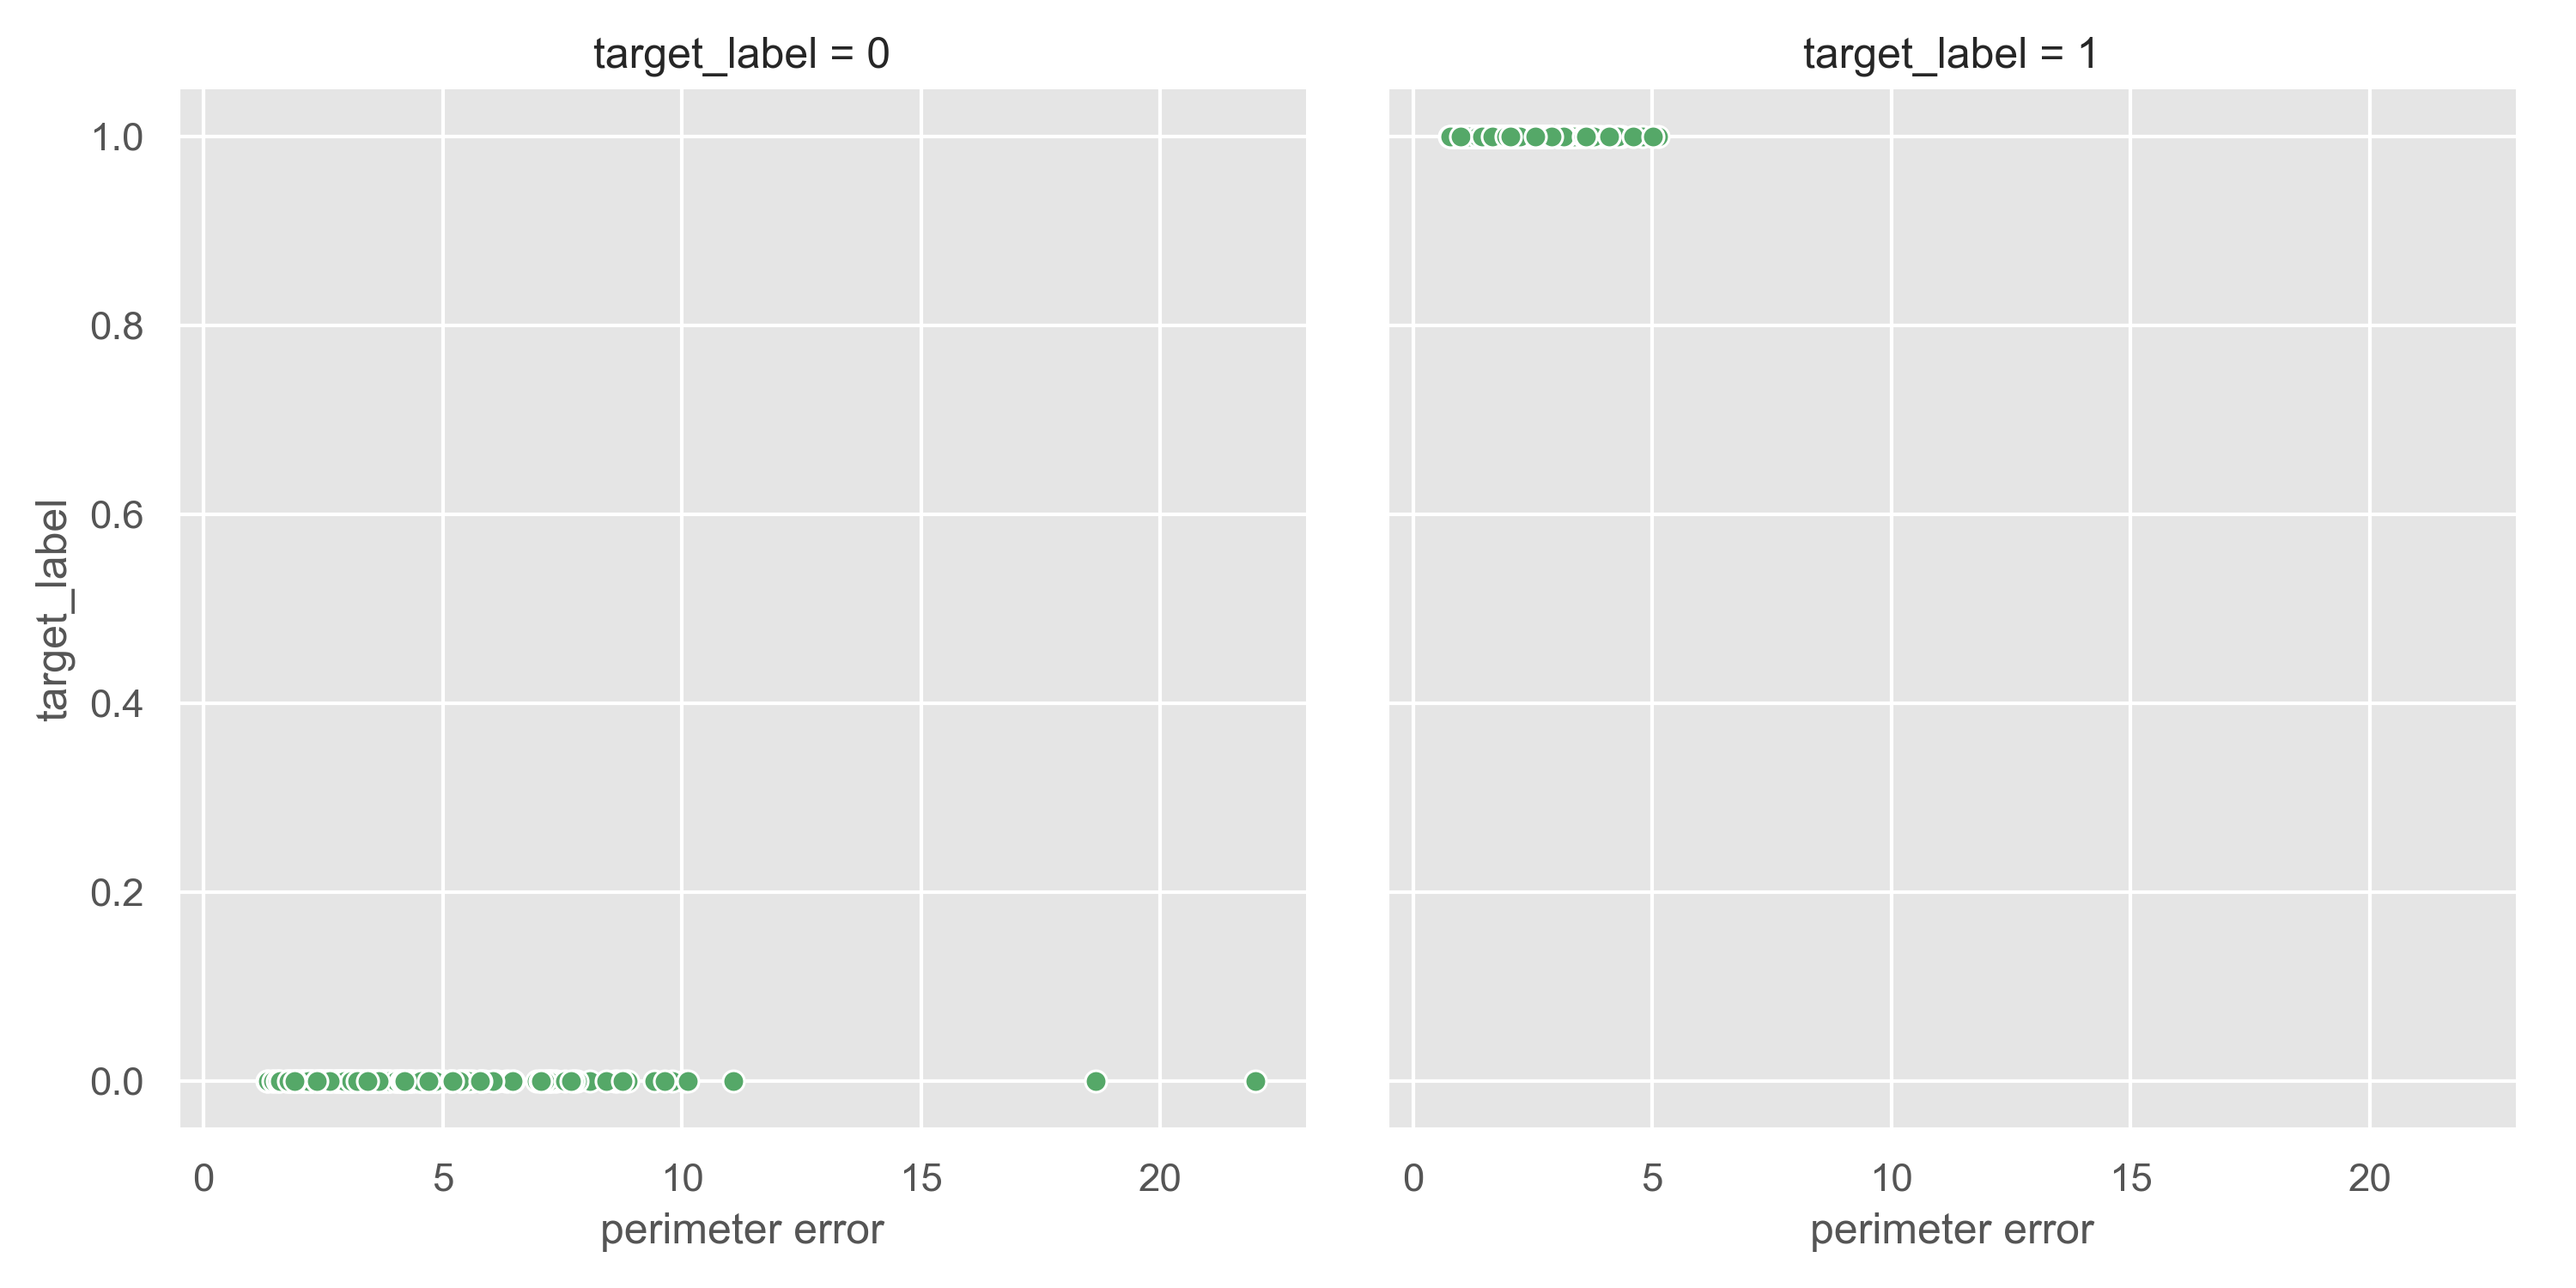 target_label = 0
target_label = 1
target_label
1.0
0.8
0.6
0.4
0.2
0.0
0 5 10 15 20
0 5 10 15 20
perimeter error
perimeter error